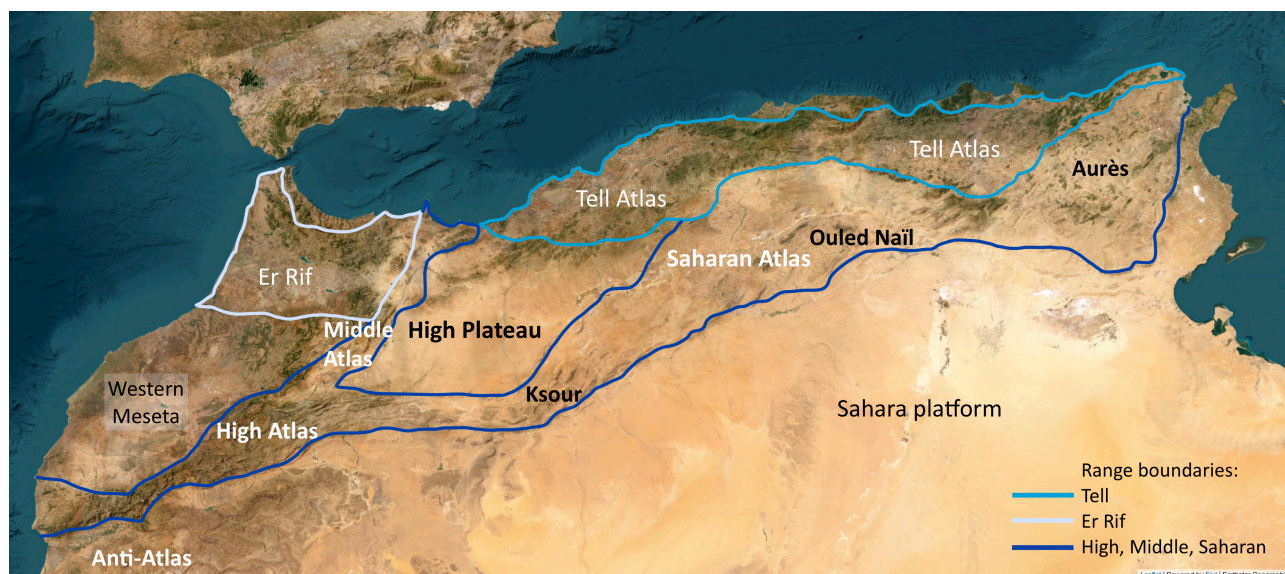 Tell Atlas
Aurès
Tell Atlas
Ouled Naïl
Saharan Atlas
Er Rif
Middle
Atlas
High Plateau
Western
Meseta
Ksour
High Atlas
Sahara platform
Anti-Atlas
Range boundaries:
Tell
Er Rif
High, Middle, Saharan